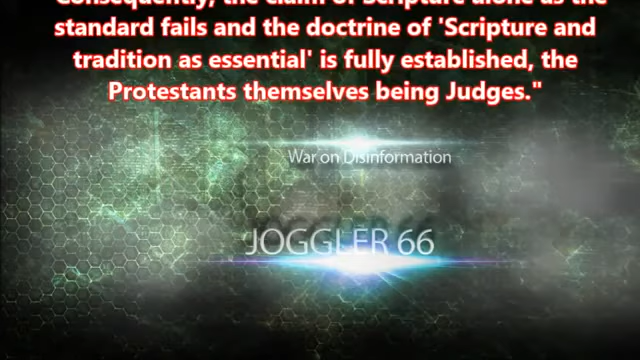 Consequently, the claim of Scripture alone as the
standard fails and the doctrine of 'Scripture and
tradition as essential' is fully established, the
Protestants themselves being Judges."
War on Disinformation
JOGGLER 66